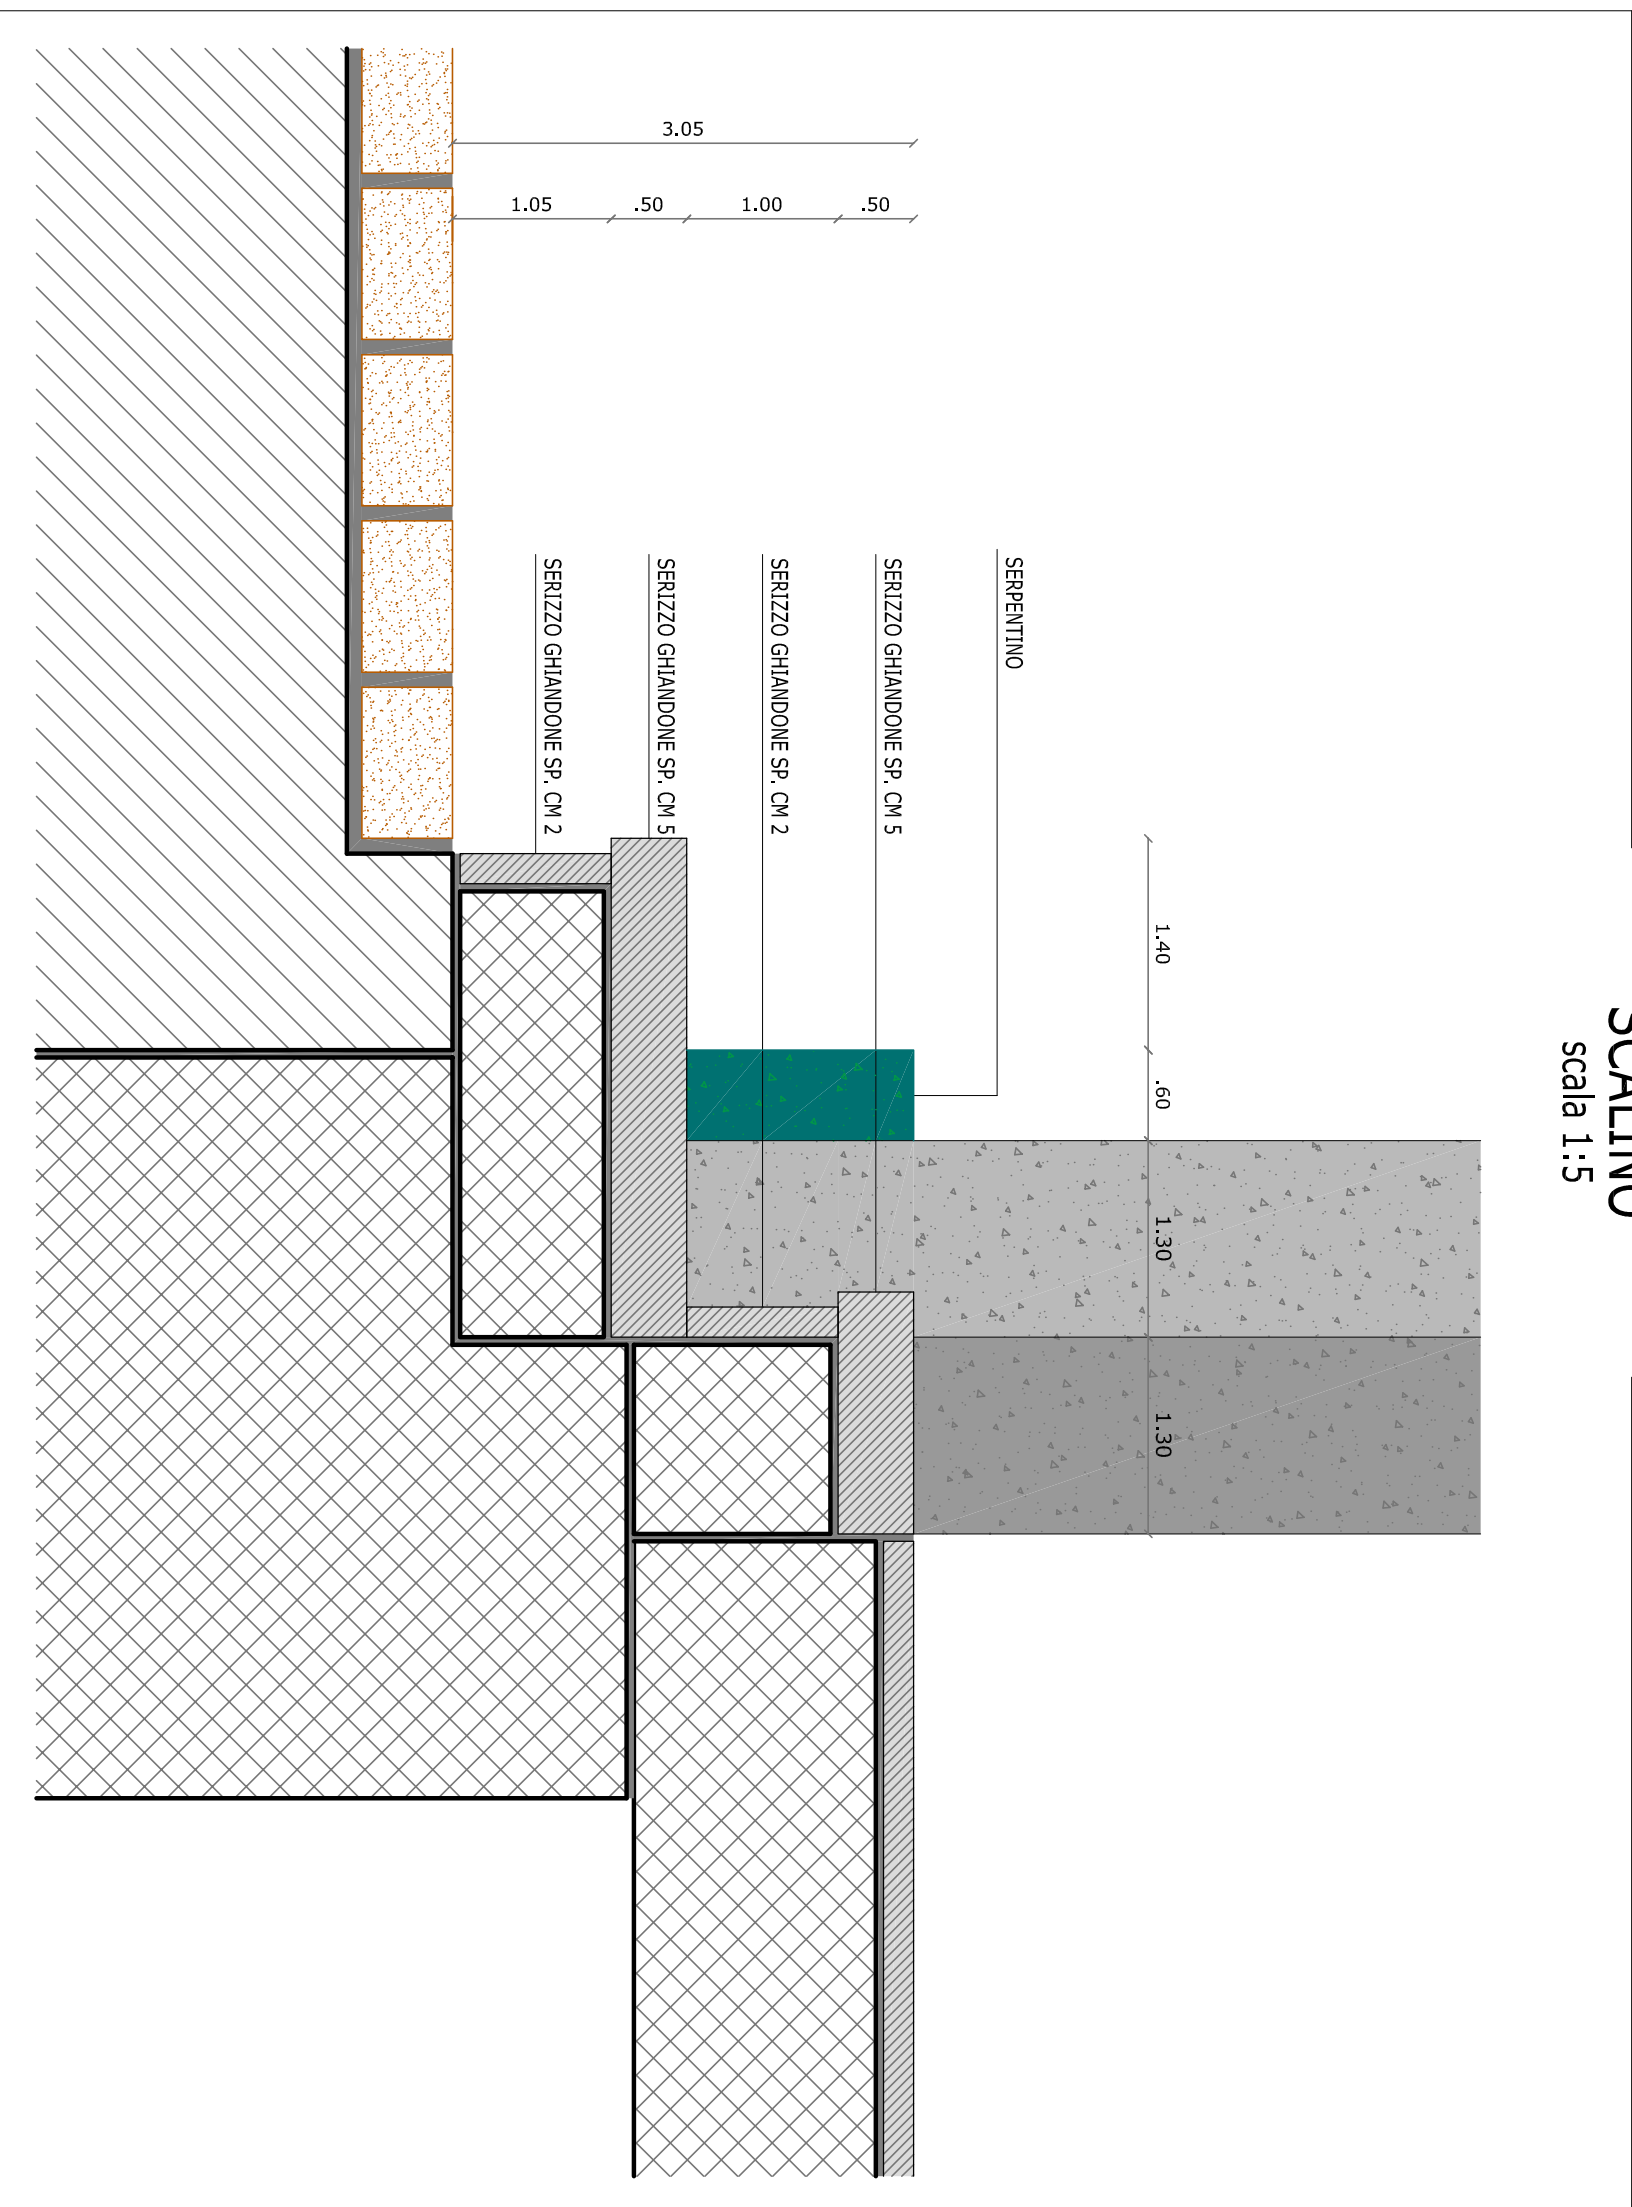 SCALINO
scala 1:5
3.05
1.05
.50
1.00
.50
SERPENTINO
SERIZZO GHIANDONE SP. CM 5
SERIZZO GHIANDONE SP. CM 2
SERIZZO GHIANDONE SP. CM 5
SERIZZO GHIANDONE SP. CM 2
1.40
.60
1.30
1.30